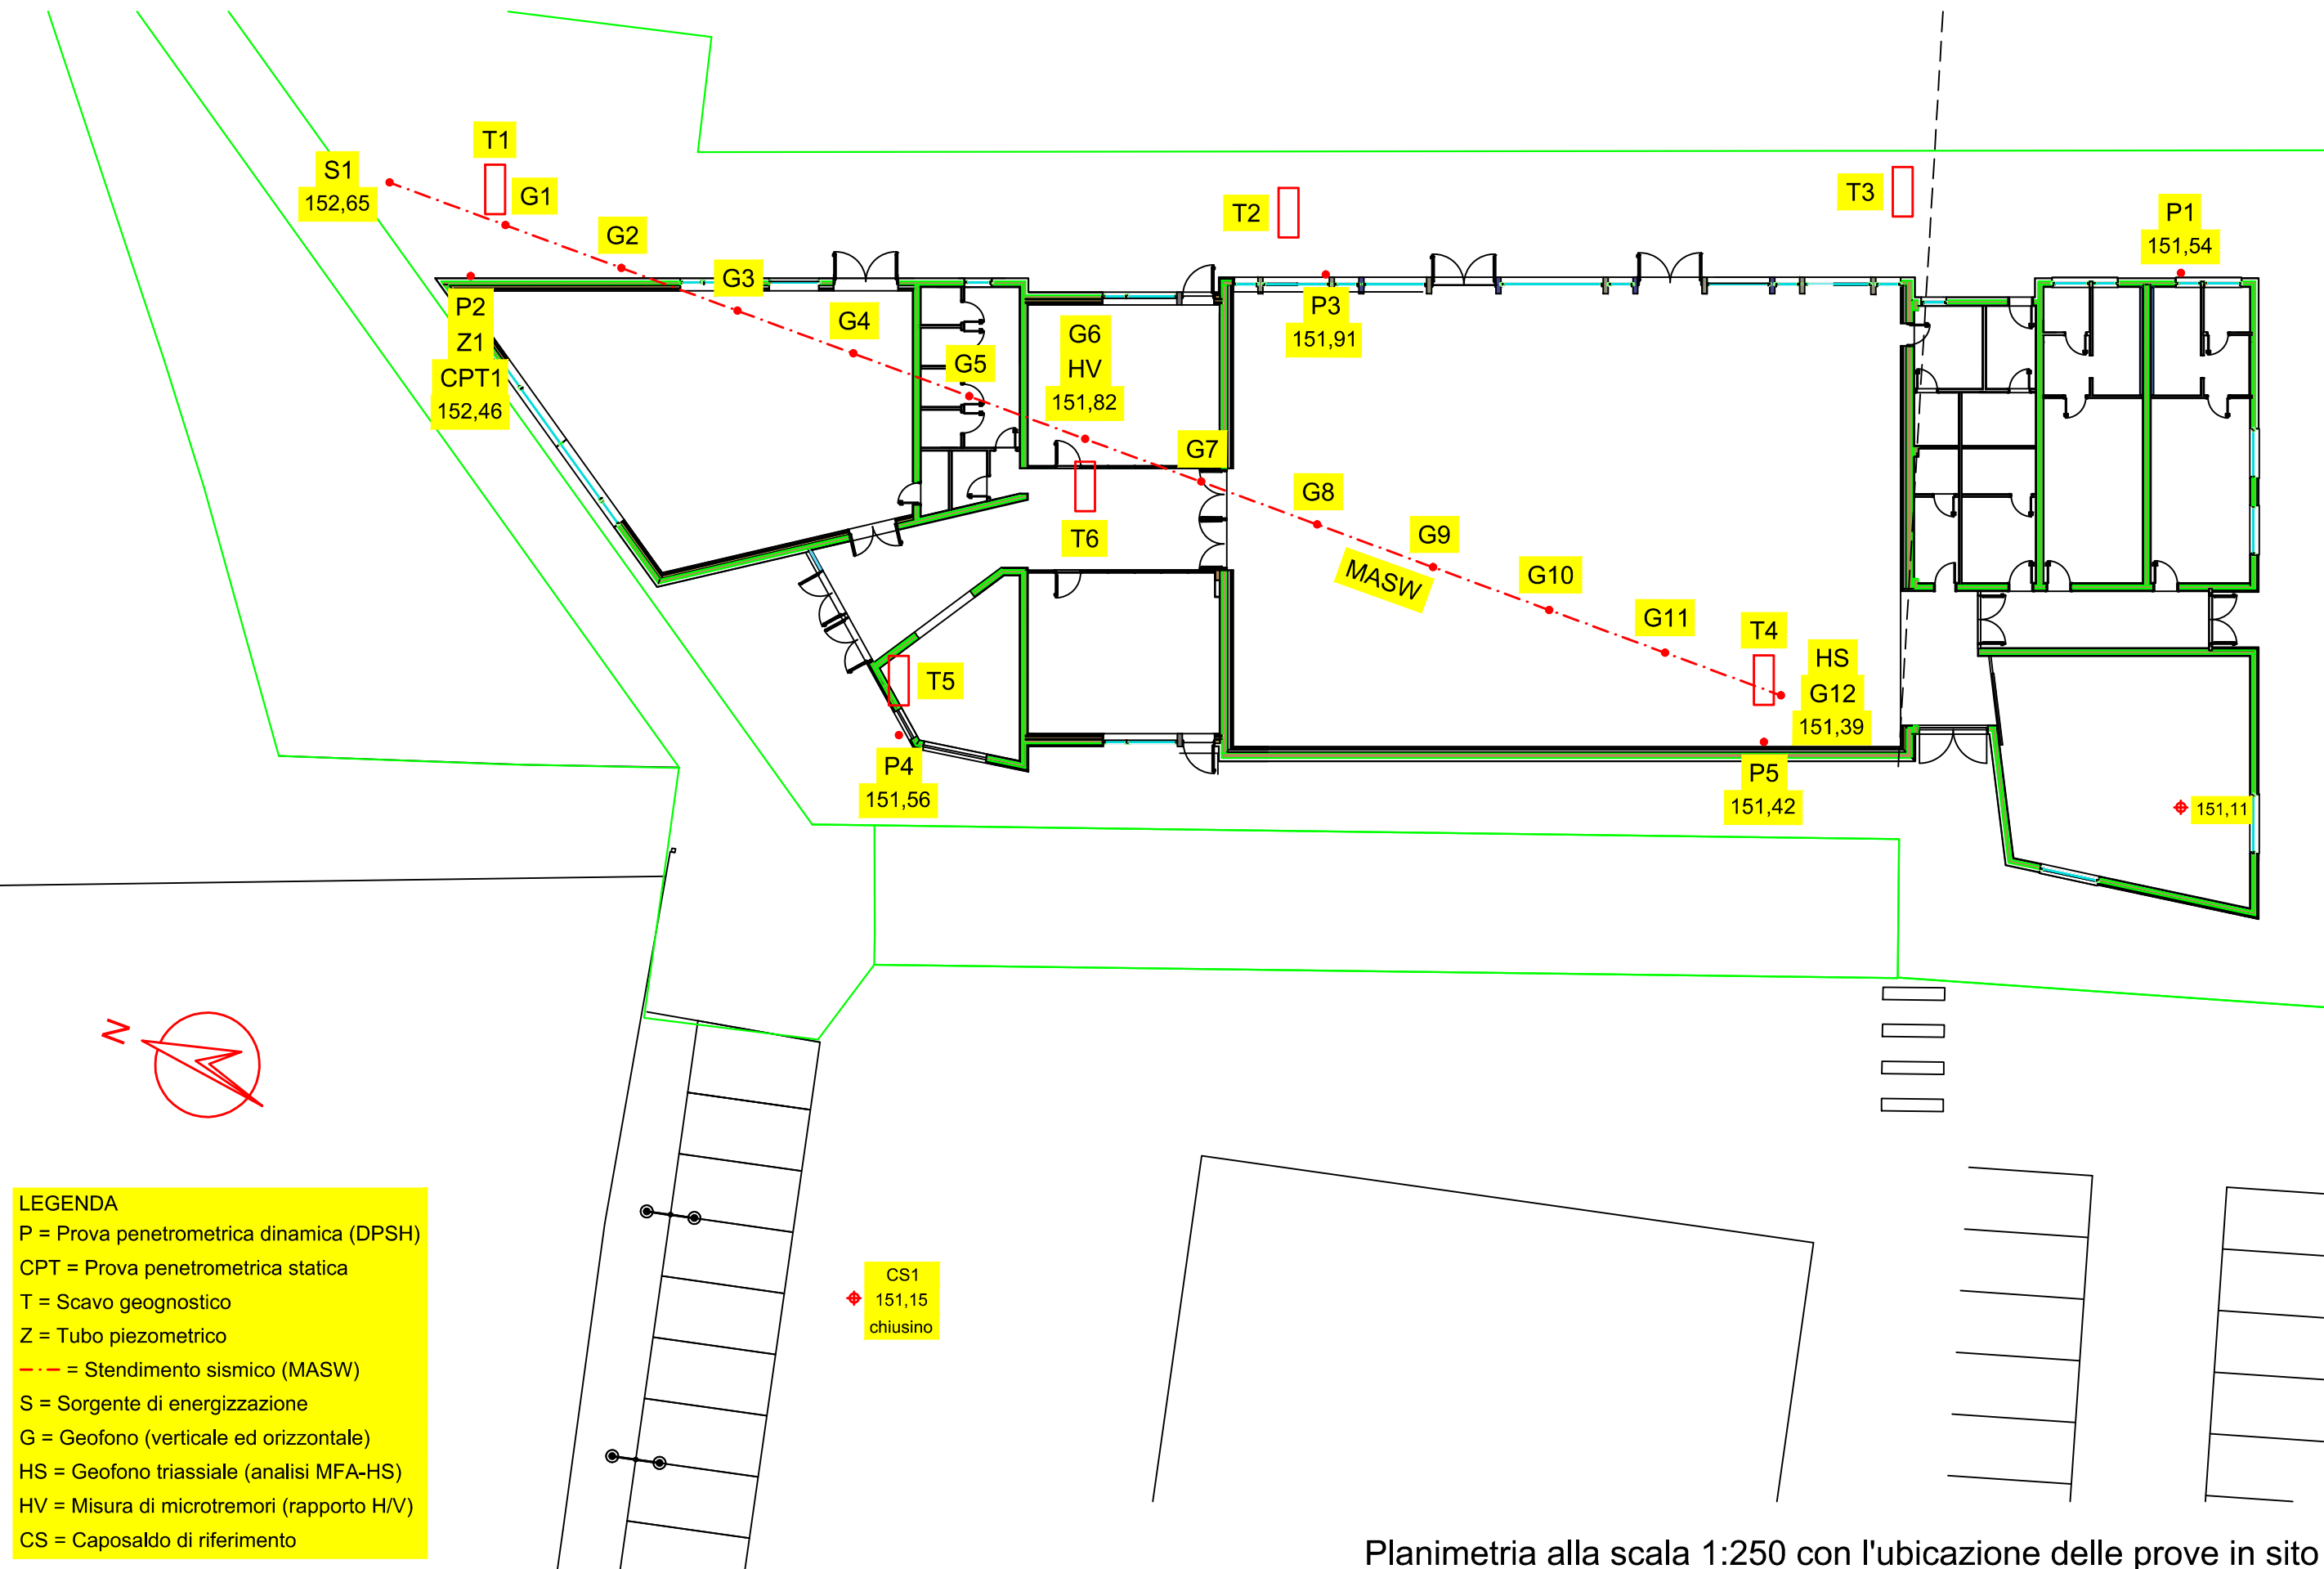 T1
S1
152,65
G1
G2
G3
G4
G5
T2
T3
P1
151,54
P2
Z1
CPT1
152,46
G6
HV
151,82
P3
151,91
G7
G8
G9
MASW
G10
G11
T6
T4
HS
G12
151,39
T5
P4
151,56
P5
151,42
151,11
N
CS1
151,15
chiusino
LEGENDA
P = Prova penetrometrica dinamica (DPSH)
CPT = Prova penetrometrica statica
T = Scavo geognostico
Z = Tubo piezometrico
= Stendimento sismico (MASW)
S = Sorgente di energizzazione
G = Geofono (verticale ed orizzontale)
HS = Geofono triassiale (analisi MFA-HS)
HV = Misura di microtremori (rapporto H/V)
CS = Caposaldo di riferimento
Planimetria alla scala 1:250 con l'ubicazione delle prove in sito